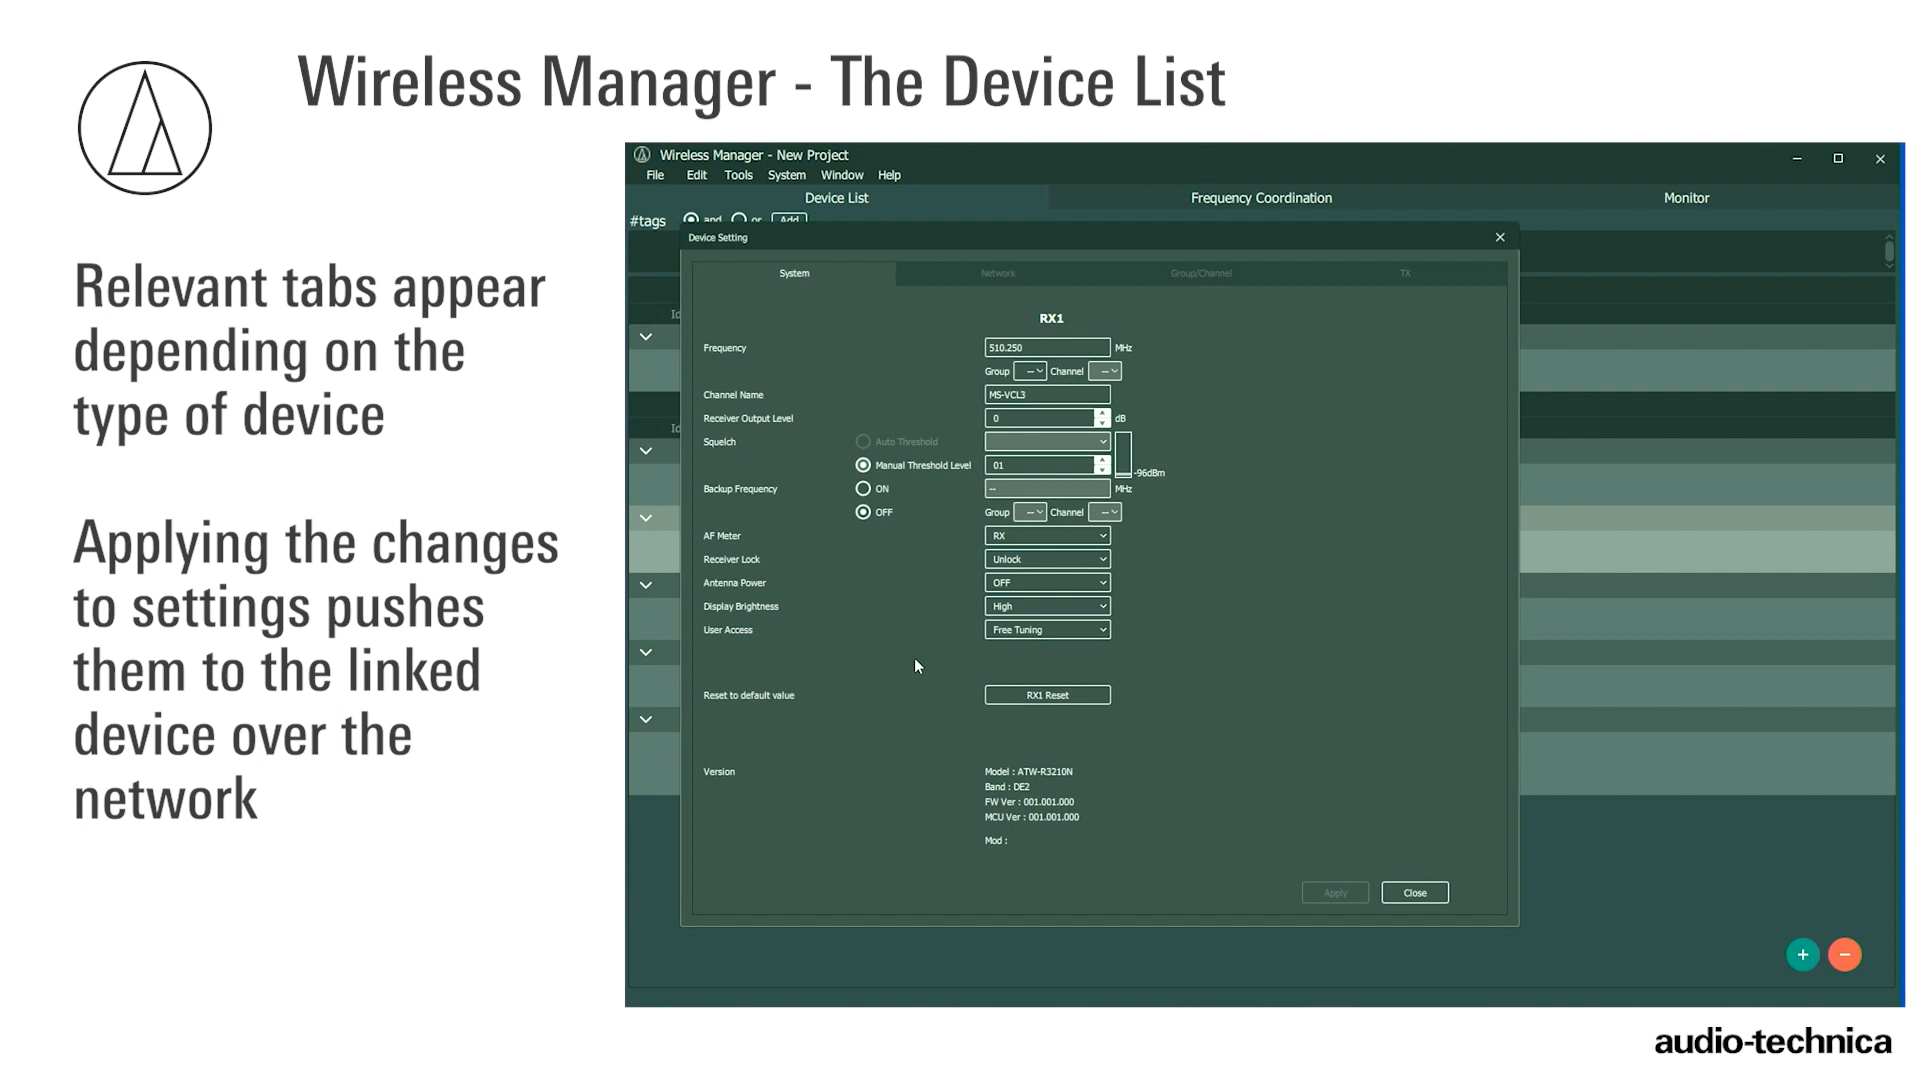 Wireless Manager - The Device List
Relevant tabs appear
depending on the
type of device
Applying the changes
to settings pushes
them to the linked
device over the
network
Wireless Manager - New Project
File Edit Tools System Window Help
Device List Frequency Coordination Monitor
#tags and or Add
Device Setting
System Network Group/Channel TX
RX1
Frequency 510.250 MHz
Group -- Channel --
Channel Name MS-VCL3
Receiver Output Level 0 dB
Squelch Auto Threshold
Manual Threshold Level 01 -96dBm
Backup Frequency ON -- MHz
OFF Group -- Channel --
AF Meter RX
Receiver Lock Unlock
Antenna Power OFF
Display Brightness High
User Access Free Tuning
Reset to default value RX1 Reset
Version Model : ATW-R3210N
Band : DE2
FW Ver : 001.001.000
MCU Ver : 001.001.000
Mod :
Apply Close
audio-technica